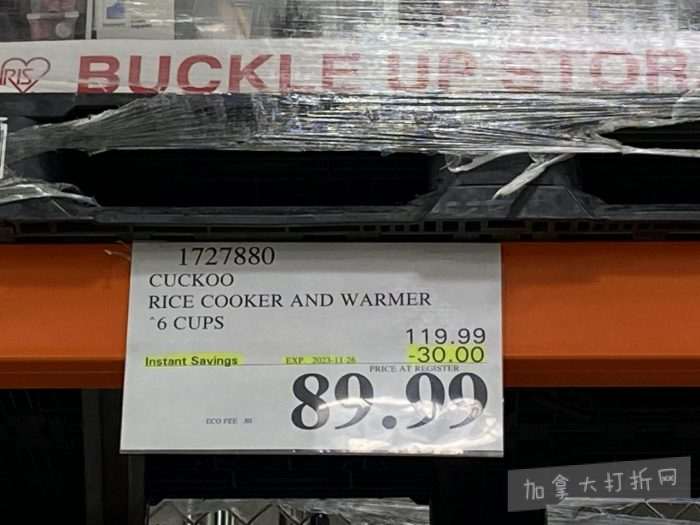 IRIS BUCKLE UP STOR
1727880
CUCKOO
RICE COOKER AND WARMER
^6 CUPS
119.99
Instant Savings EXP. 2023-11-26 -30.00
PRICE AT REGISTER
89.99
ECO FEE .80
加拿大打折网